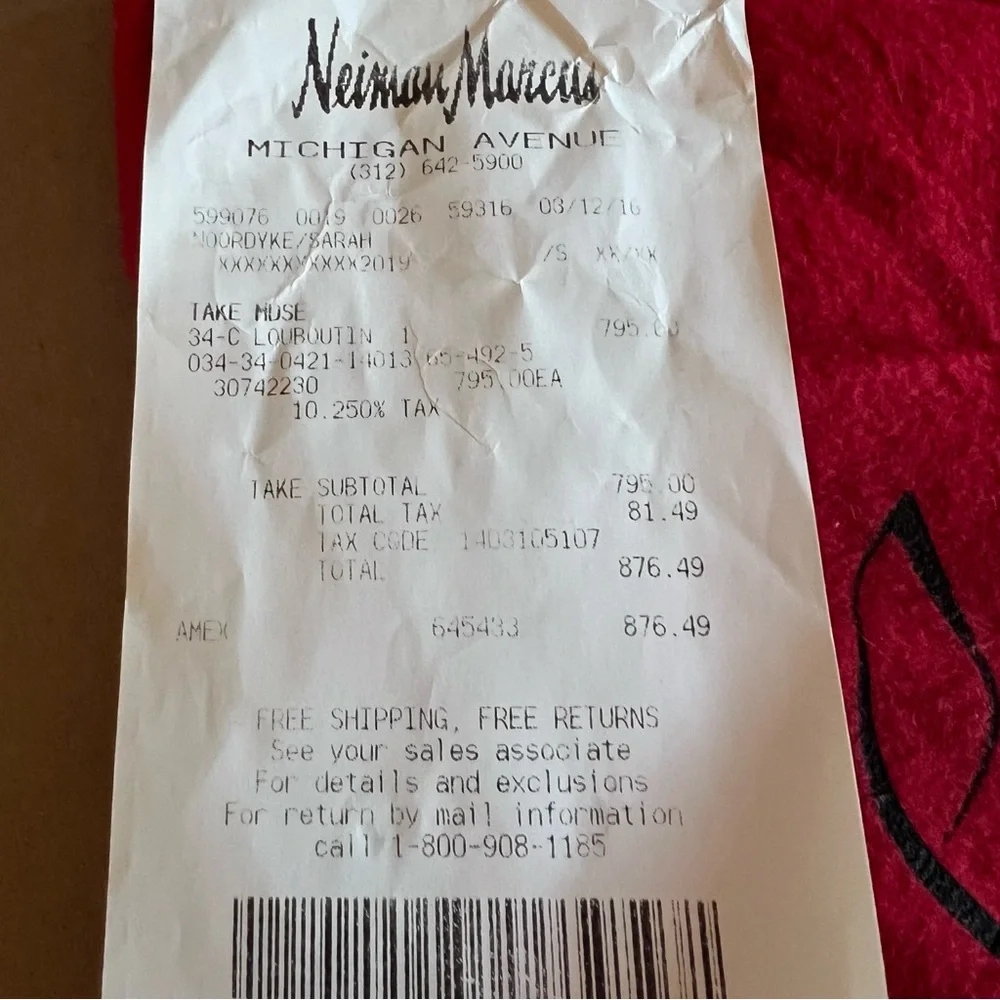 Neiman Marcus
MICHIGAN AVENUE
(312) 642-5900
599076 0019 0026 59316 03/12/16
NOORDYKE/SARAH
XXXXXXXXXXX2019 /S XX/XX
TAKE MDSE
34-C LOUBOUTIN 1 795.00
034-34-0421-14013 65-492-5
30742230 795.00EA
10.250% TAX
TAKE SUBTOTAL 795.00
TOTAL TAX 81.49
TAX CODE 1403105107
TOTAL 876.49
AMEX 645433 876.49
FREE SHIPPING, FREE RETURNS
See your sales associate
For details and exclusions
For return by mail information
call 1-800-908-1185